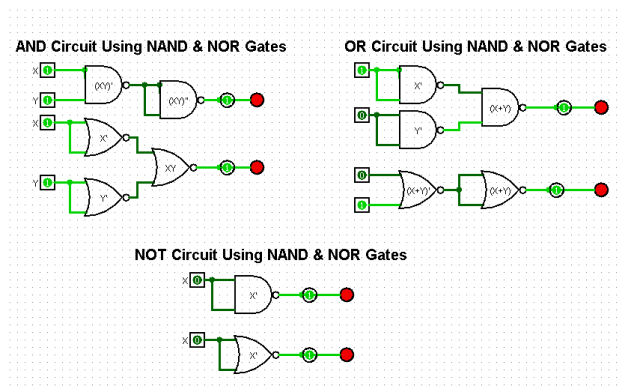 AND Circuit Using NAND & NOR Gates
X 1
(XY)' (XY)'' 1
Y 1
X 1
X'
XY 1
Y 1
Y'
OR Circuit Using NAND & NOR Gates
1
X'
(X+Y) 1
0
Y'
0
(X+Y)' (X+Y) 1
1
NOT Circuit Using NAND & NOR Gates
X 0
X' 1
X 0
X' 1